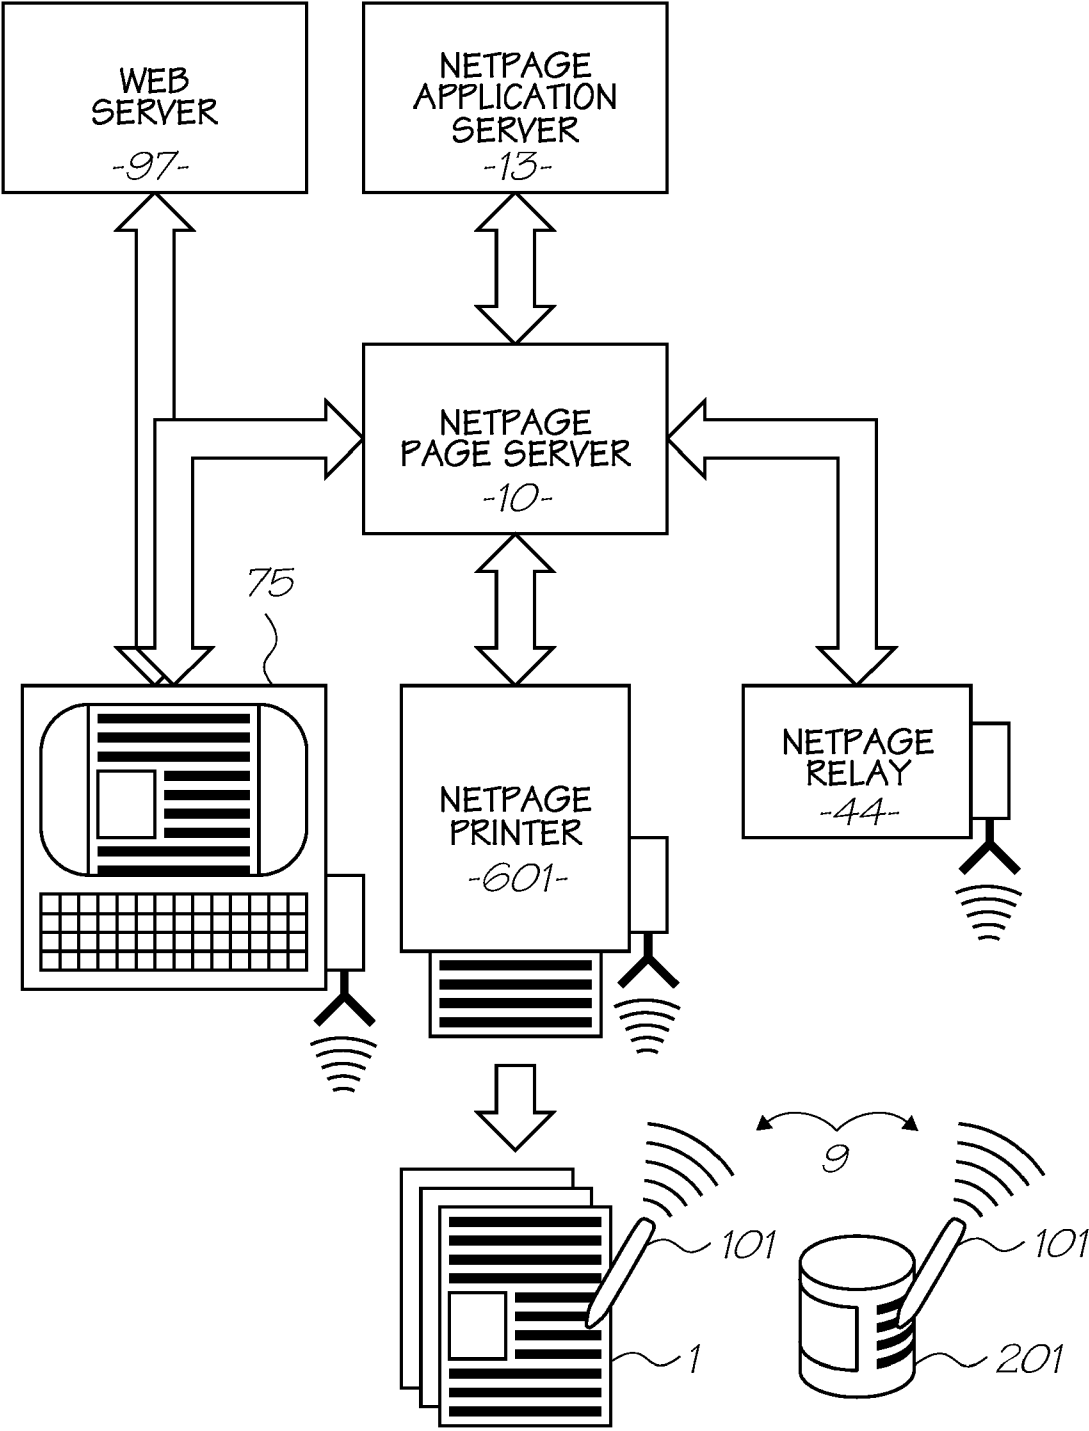 WEB
SERVER
-97-
NETPAGE
APPLICATION
SERVER
-13-
NETPAGE
PAGE SERVER
-10-
75
NETPAGE
PRINTER
-601-
NETPAGE
RELAY
-44-
9
101
101
1
201